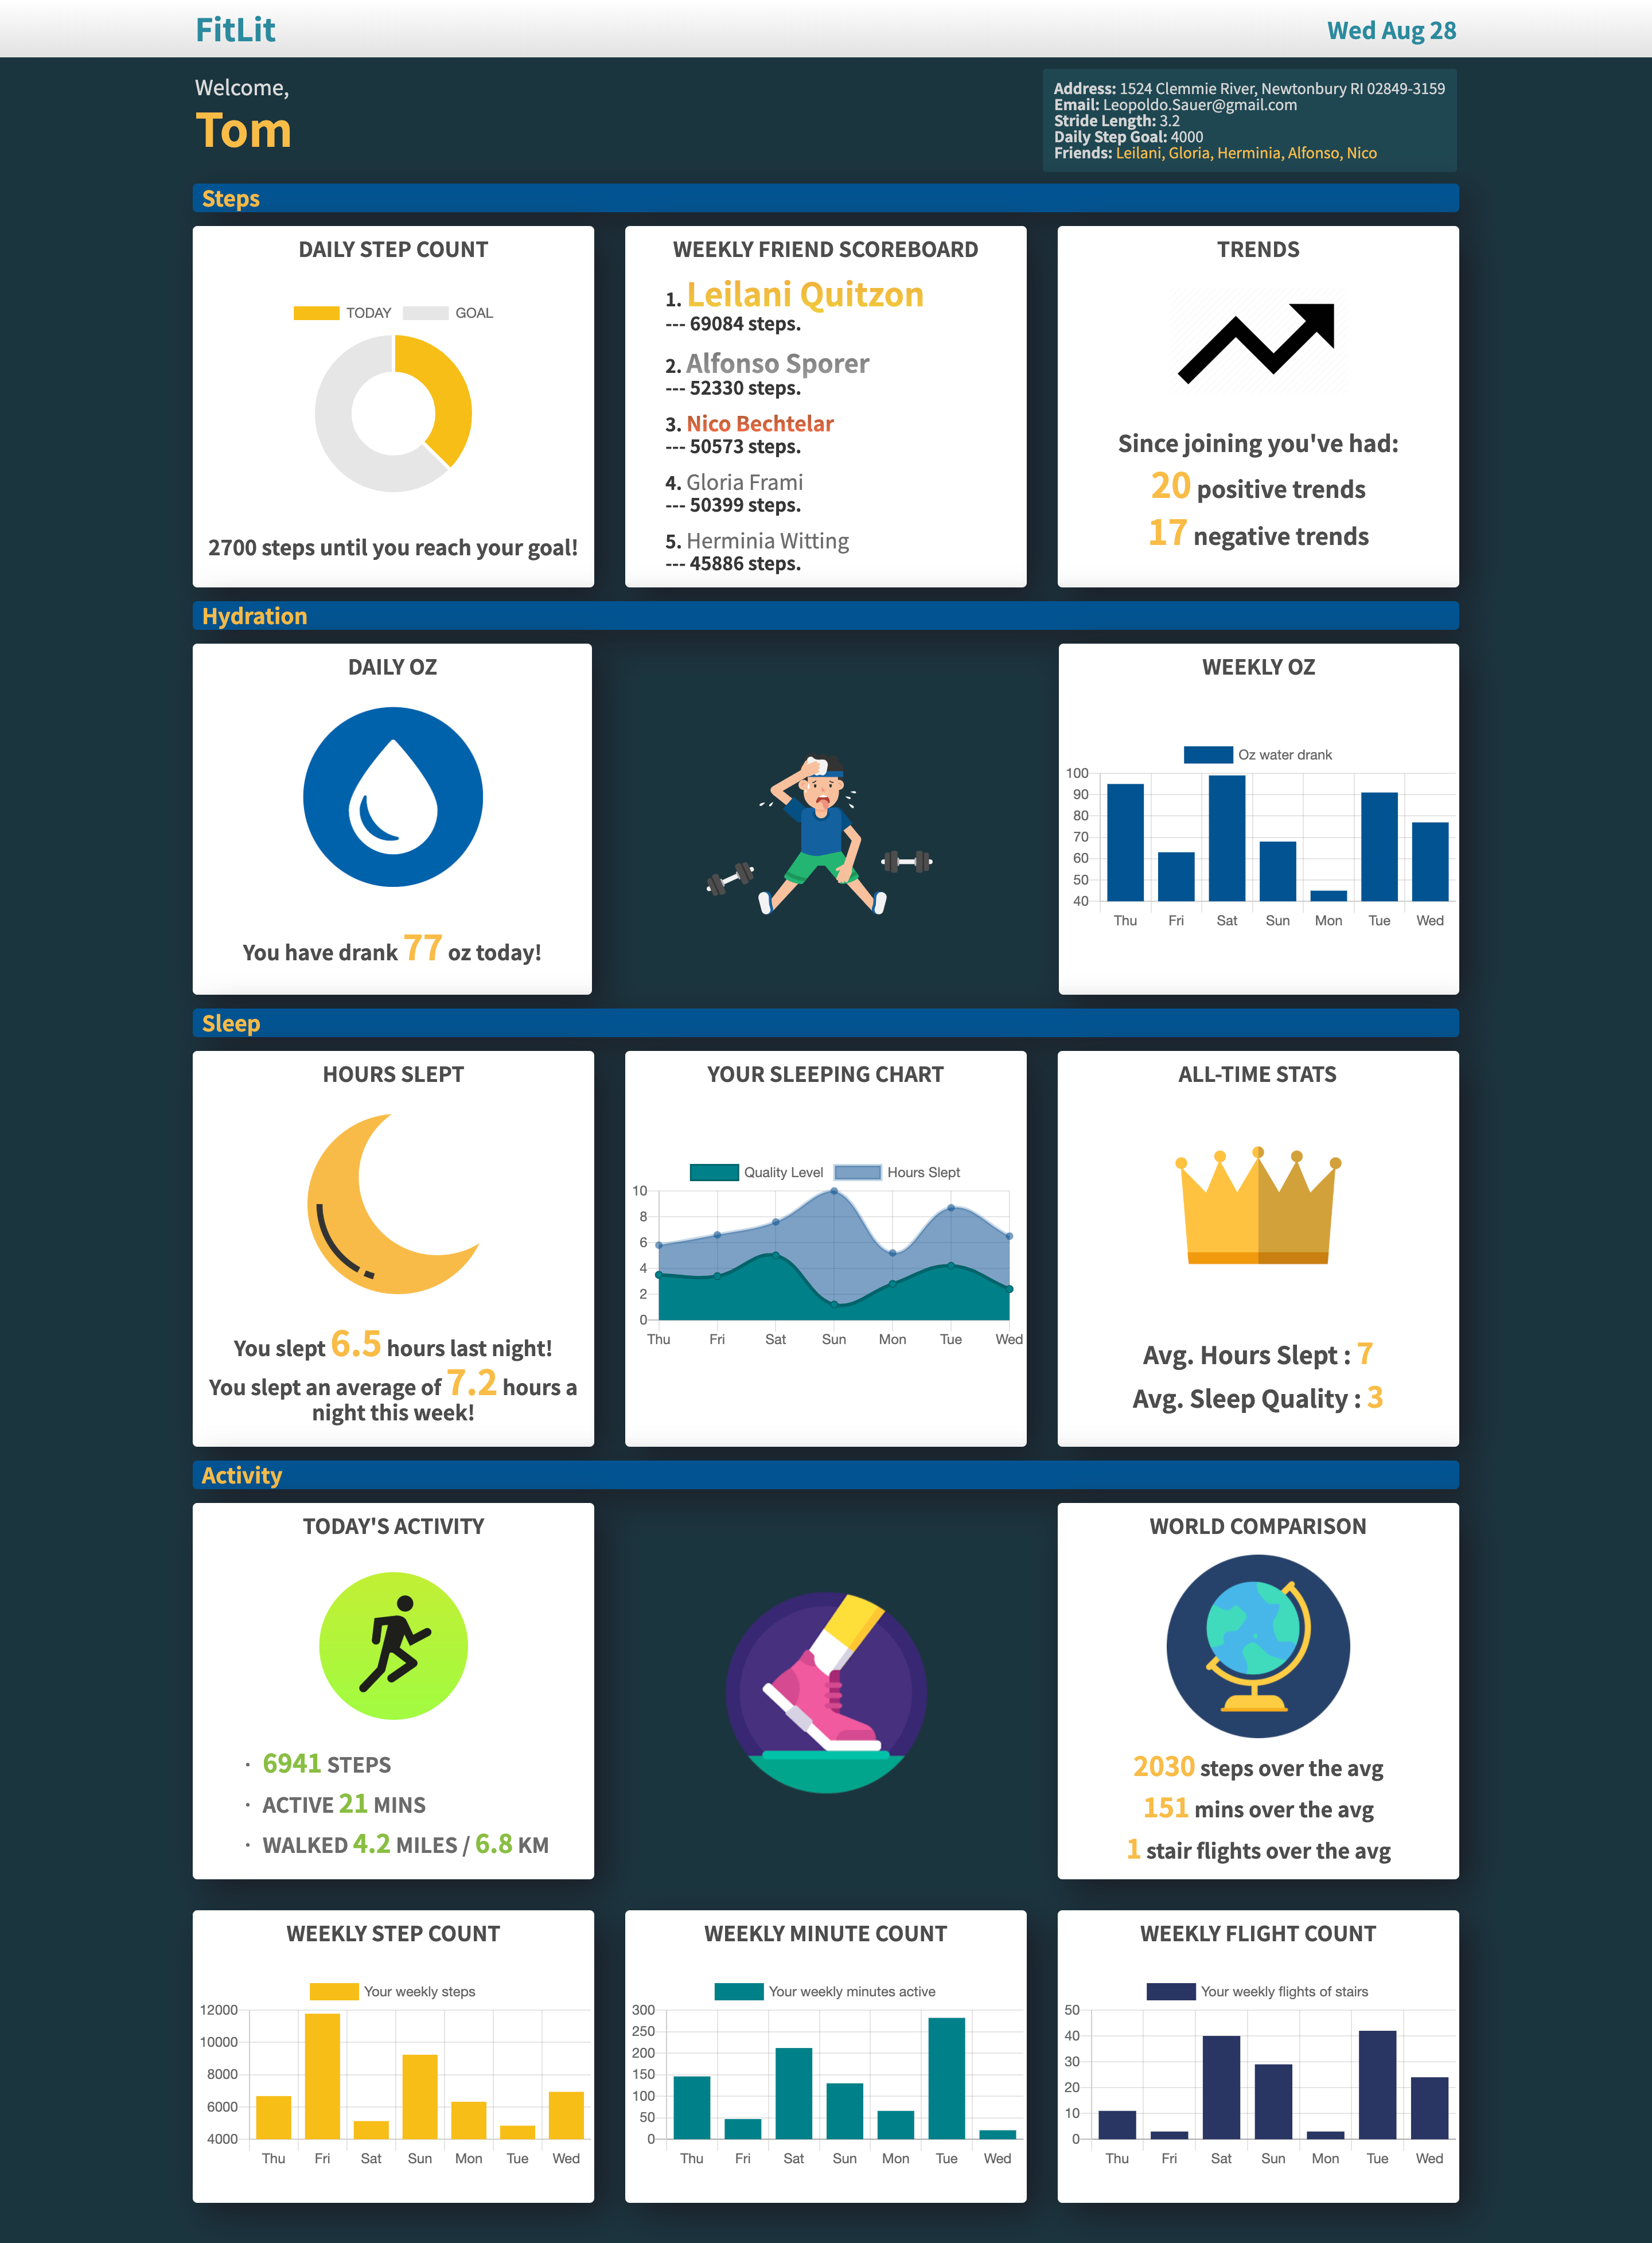 FitLit
Wed Aug 28
Welcome,
Tom
Address: 1524 Clemmie River, Newtonbury RI 02849-3159
Email: Leopoldo.Sauer@gmail.com
Stride Length: 3.2
Daily Step Goal: 4000
Friends: Leilani, Gloria, Herminia, Alfonso, Nico
Steps
DAILY STEP COUNT
TODAY GOAL
2700 steps until you reach your goal!
WEEKLY FRIEND SCOREBOARD
1. Leilani Quitzon
--- 69084 steps.
2. Alfonso Sporer
--- 52330 steps.
3. Nico Bechtelar
--- 50573 steps.
4. Gloria Frami
--- 50399 steps.
5. Herminia Witting
--- 45886 steps.
TRENDS
Since joining you've had:
20 positive trends
17 negative trends
Hydration
DAILY OZ
You have drank 77 oz today!
WEEKLY OZ
Oz water drank
100
90
80
70
60
50
40
Thu Fri Sat Sun Mon Tue Wed
Sleep
HOURS SLEPT
You slept 6.5 hours last night!
You slept an average of 7.2 hours a
night this week!
YOUR SLEEPING CHART
Quality Level Hours Slept
10
8
6
4
2
0
Thu Fri Sat Sun Mon Tue Wed
ALL-TIME STATS
Avg. Hours Slept : 7
Avg. Sleep Quality : 3
Activity
TODAY'S ACTIVITY
· 6941 STEPS
· ACTIVE 21 MINS
· WALKED 4.2 MILES / 6.8 KM
WORLD COMPARISON
2030 steps over the avg
151 mins over the avg
1 stair flights over the avg
WEEKLY STEP COUNT
Your weekly steps
12000
10000
8000
6000
4000
Thu Fri Sat Sun Mon Tue Wed
WEEKLY MINUTE COUNT
Your weekly minutes active
300
250
200
150
100
50
0
Thu Fri Sat Sun Mon Tue Wed
WEEKLY FLIGHT COUNT
Your weekly flights of stairs
50
40
30
20
10
0
Thu Fri Sat Sun Mon Tue Wed